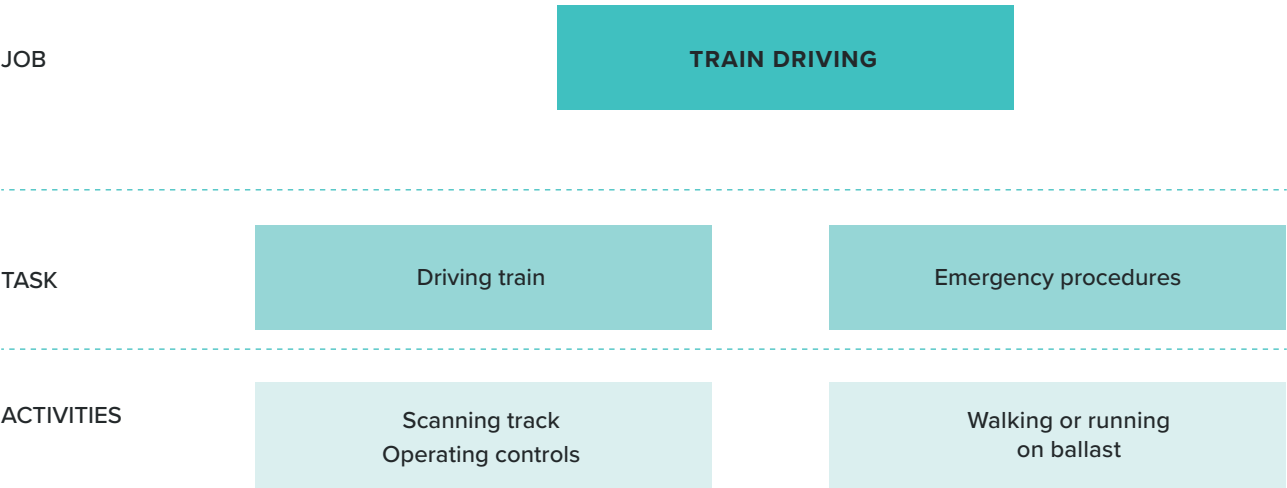 JOB
TRAIN DRIVING
TASK
Driving train
Emergency procedures
ACTIVITIES
Scanning track
Operating controls
Walking or running
on ballast